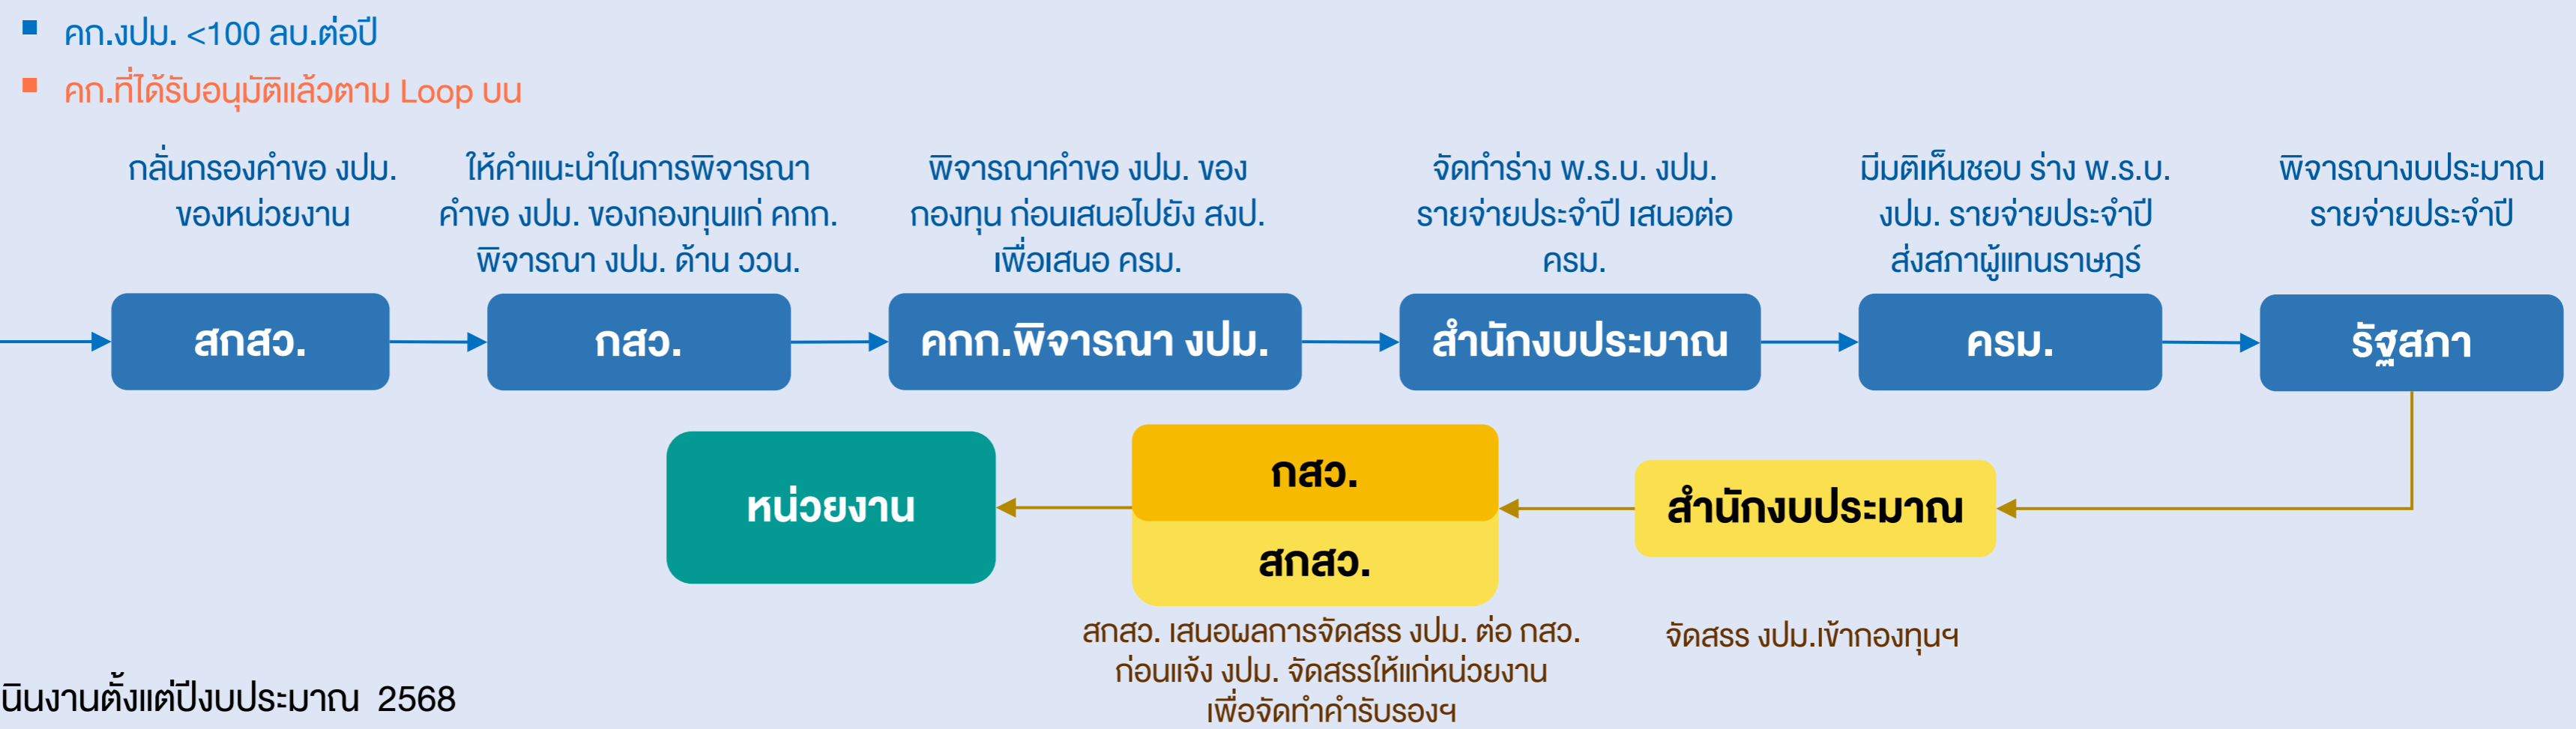 คก.งปม. <100 ลบ.ต่อปี
คก.ที่ได้รับอนุมัติแล้วตาม Loop บน
กลั่นกรองคำขอ งปม.
ของหน่วยงาน
ให้คำแนะนำในการพิจารณา
คำขอ งปม. ของกองทุนแก่ คกก.
พิจารณา งปม. ด้าน ววน.
พิจารณาคำขอ งปม. ของ
กองทุน ก่อนเสนอไปยัง สงป.
เพื่อเสนอ ครม.
จัดทำร่าง พ.ร.บ. งปม.
รายจ่ายประจำปี เสนอต่อ
ครม.
มีมติเห็นชอบ ร่าง พ.ร.บ.
งปม. รายจ่ายประจำปี
ส่งสภาผู้แทนราษฎร์
พิจารณางบประมาณ
รายจ่ายประจำปี
สกสว.
กสว.
คกก.พิจารณา งปม.
สำนักงบประมาณ
ครม.
รัฐสภา
หน่วยงาน
กสว.
สกสว.
สำนักงบประมาณ
สกสว. เสนอผลการจัดสรร งปม. ต่อ กสว.
ก่อนแจ้ง งปม. จัดสรรให้แก่หน่วยงาน
เพื่อจัดทำคำรับรองฯ
จัดสรร งปม.เข้ากองทุนฯ
นินงานตั้งแต่ปีงบประมาณ 2568